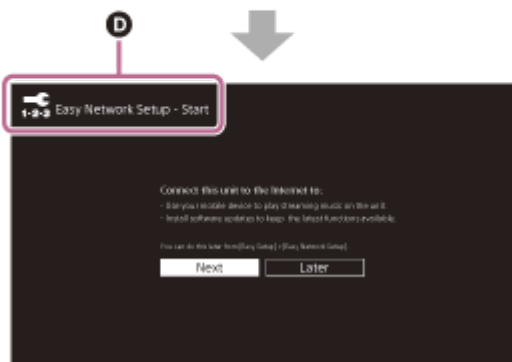 D
1-2-3 Easy Network Setup - Start
Connect this unit to the Internet to:
- Use your mobile device to play streaming music on the unit.
- Install software updates to keep the latest functions available.
You can do this later from [Easy Setup] - [Easy Network Setup].
Next Later